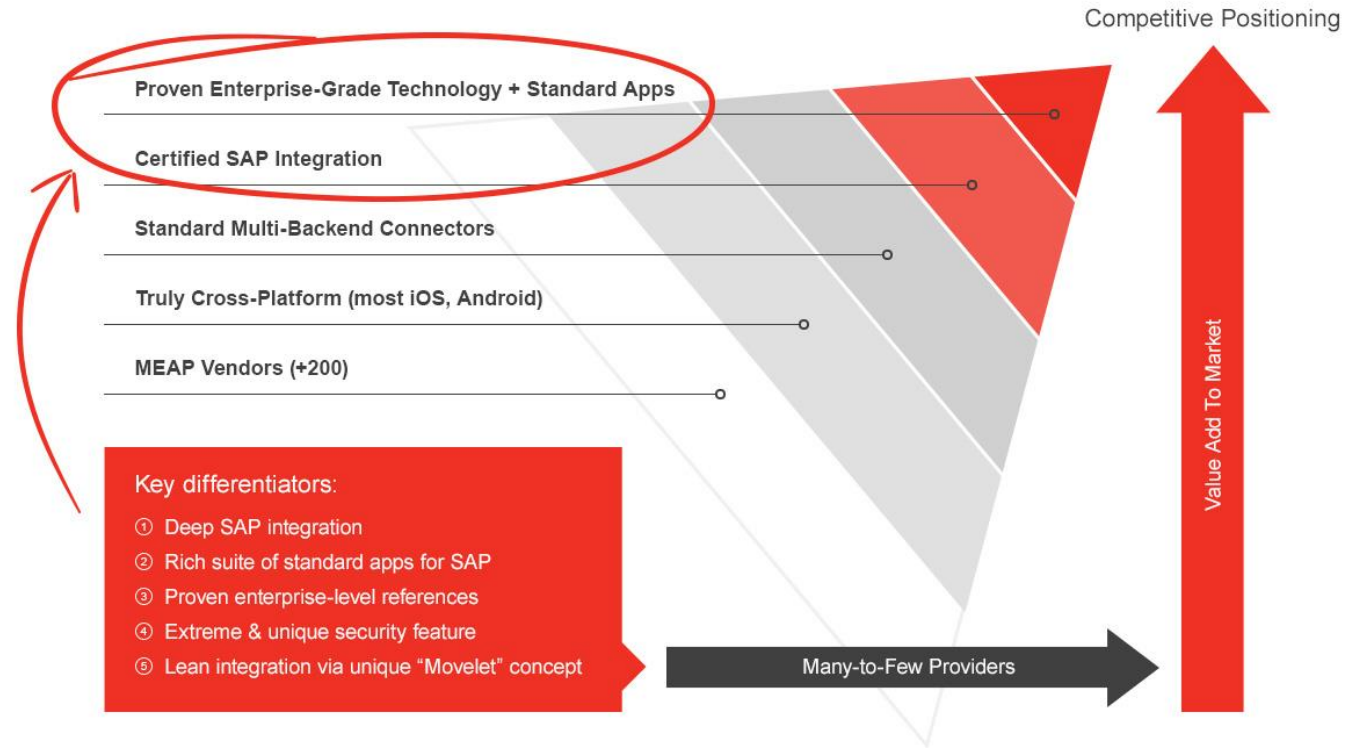 Competitive Positioning
Proven Enterprise-Grade Technology + Standard Apps
Certified SAP Integration
Standard Multi-Backend Connectors
Truly Cross-Platform (most iOS, Android)
MEAP Vendors (+200)
Value Add To Market
Key differentiators:
① Deep SAP integration
② Rich suite of standard apps for SAP
③ Proven enterprise-level references
④ Extreme & unique security feature
⑤ Lean integration via unique “Movelet” concept
Many-to-Few Providers